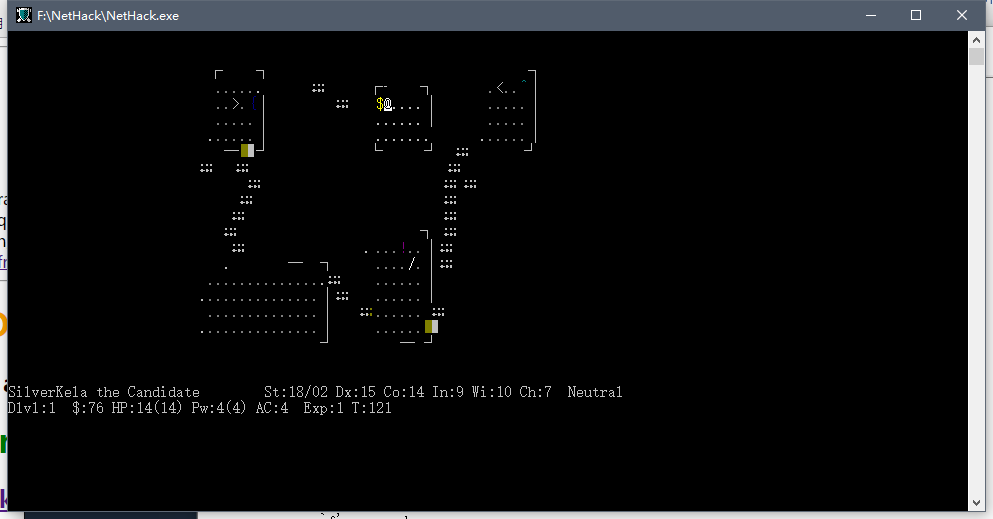 F:\NetHack\NetHack.exe
SilverKela the Candidate St:18/02 Dx:15 Co:14 In:9 Wi:10 Ch:7 Neutral
Dlvl:1 $:76 HP:14(14) Pw:4(4) AC:4 Exp:1 T:121